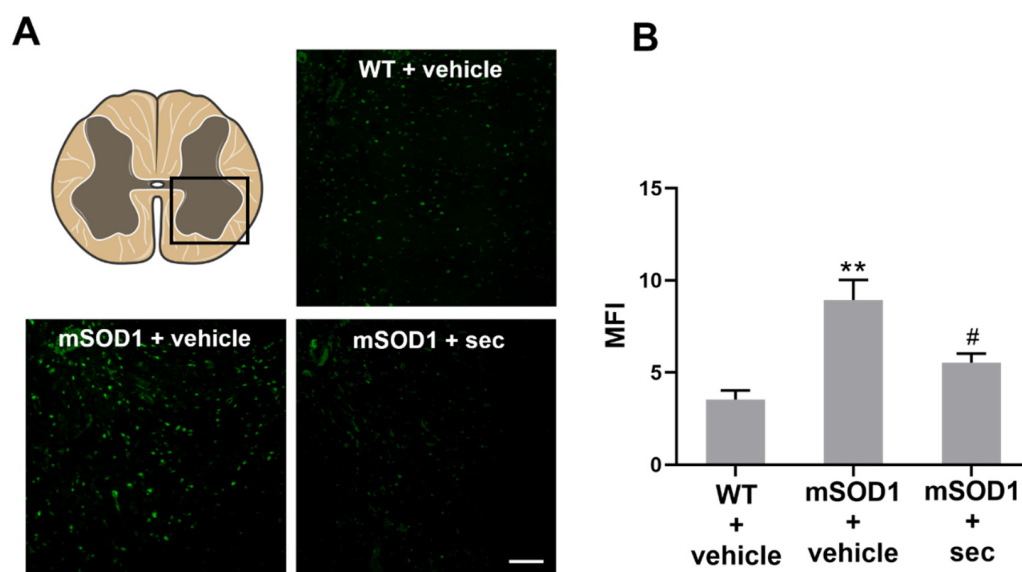 A
WT + vehicle
mSOD1 + vehicle
mSOD1 + sec
B
MFI
15
10
5
0
**
#
WT
+
vehicle
mSOD1
+
vehicle
mSOD1
+
sec